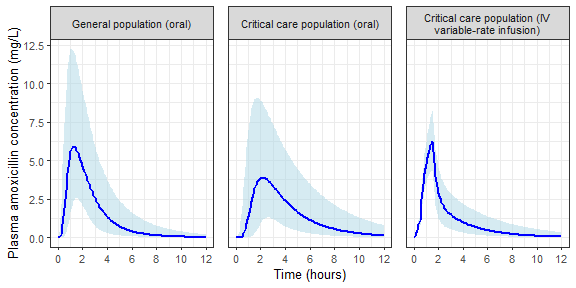 General population (oral)
Critical care population (oral)
Critical care population (IV
variable-rate infusion)
Plasma amoxicillin concentration (mg/L)
12.5
10.0
7.5
5.0
2.5
0.0
0 2 4 6 8 10 12
0 2 4 6 8 10 12
0 2 4 6 8 10 12
Time (hours)